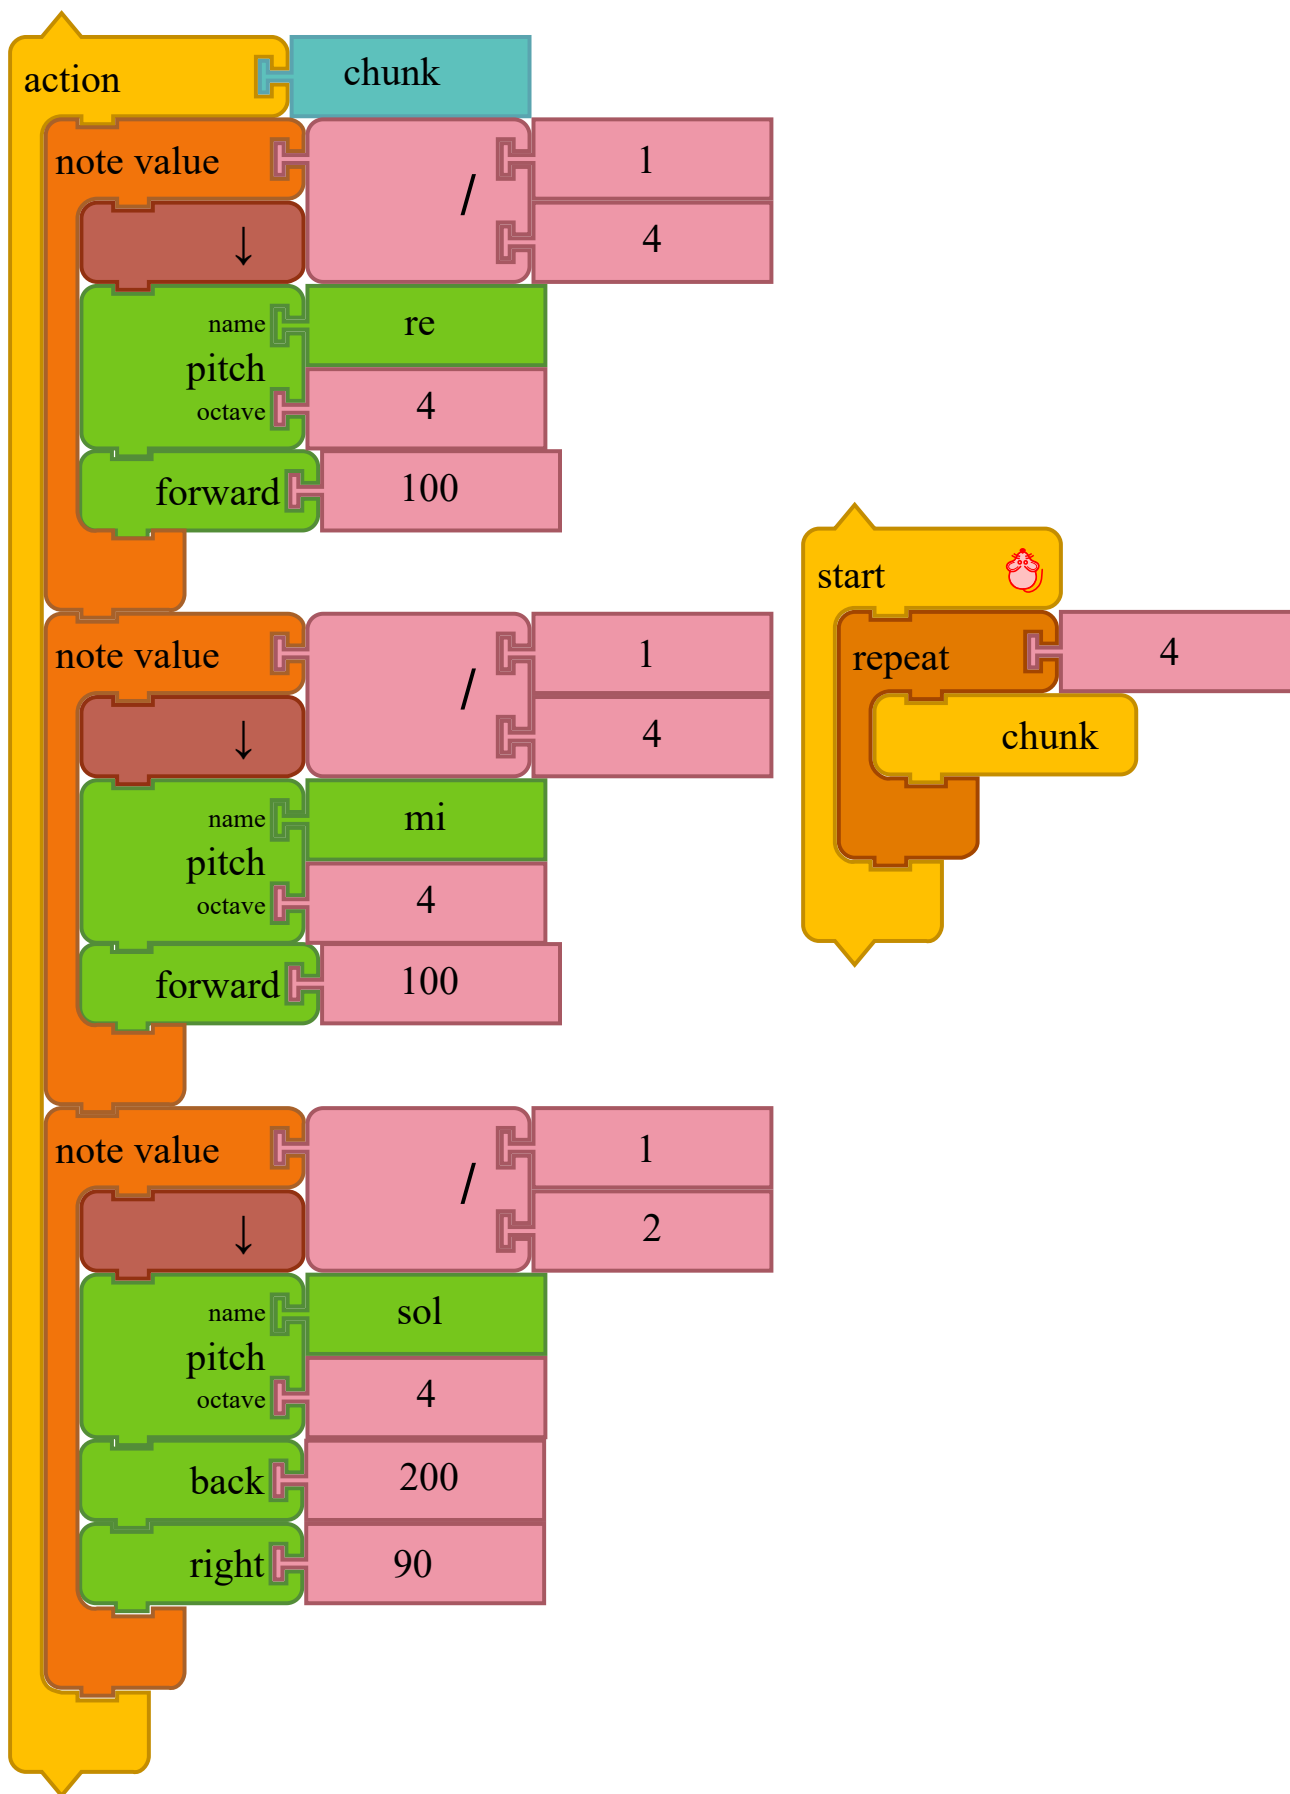 action chunk
note value / 1
4
↓
name re
pitch
octave 4
forward 100
note value / 1
4
↓
name mi
pitch
octave 4
forward 100
note value / 1
2
↓
name sol
pitch
octave 4
back 200
right 90
start
repeat 4
chunk